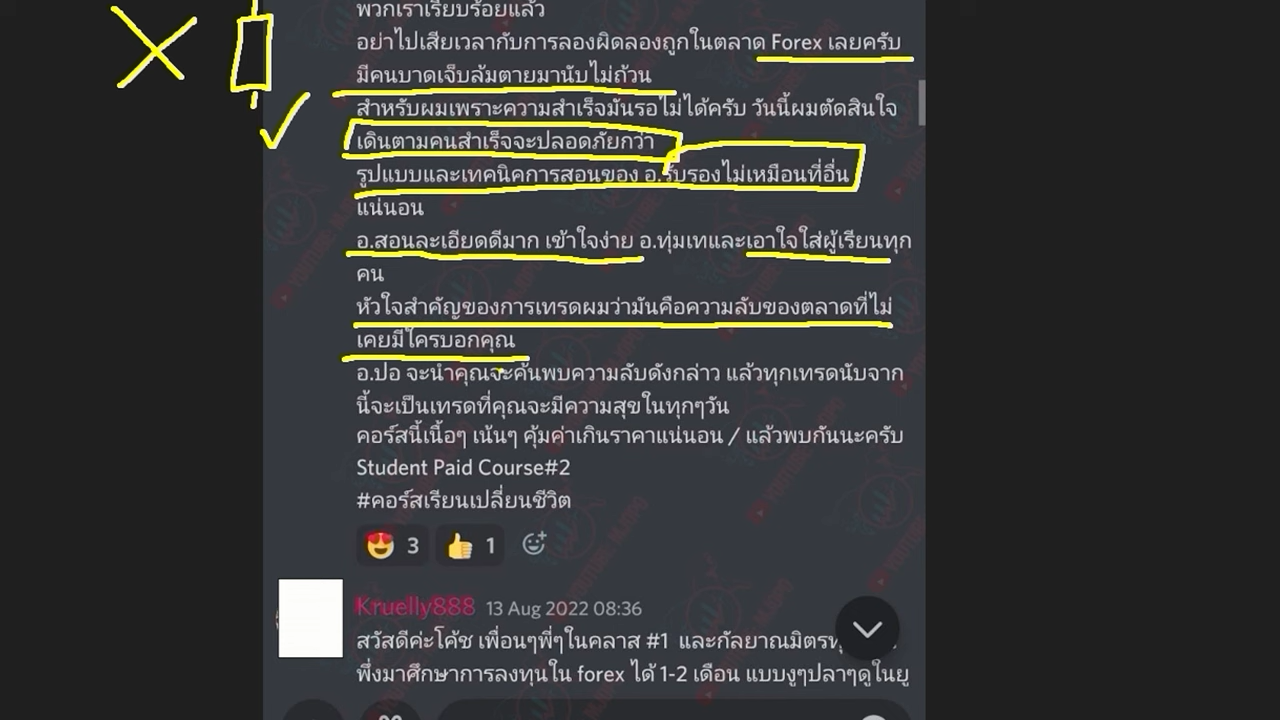 พวกเราเรียบร้อยแล้ว
อย่าไปเสียเวลากับการลองผิดลองถูกในตลาด Forex เลยครับ
มีคนบาดเจ็บล้มตายมานับไม่ถ้วน
สำหรับผมเพราะความสำเร็จมันรอไม่ได้ครับ วันนี้ผมตัดสินใจ
เดินตามคนสำเร็จจะปลอดภัยกว่า
รูปแบบและเทคนิคการสอนของ อ.รับรองไม่เหมือนที่อื่น
แน่นอน
อ.สอนละเอียดดีมาก เข้าใจง่าย อ.ทุ่มเทและเอาใจใส่ผู้เรียนทุก
คน
หัวใจสำคัญของการเทรดผมว่ามันคือความลับของตลาดที่ไม่
เคยมีใครบอกคุณ
อ.ปอ จะนำคุณจะค้นพบความลับดังกล่าว แล้วทุกเทรดนับจาก
นี้จะเป็นเทรดที่คุณจะมีความสุขในทุกๆวัน
คอร์สนี้เนื้อๆ เน้นๆ คุ้มค่าเกินราคาแน่นอน / แล้วพบกันนะครับ
Student Paid Course#2
#คอร์สเรียนเปลี่ยนชีวิต
3 1
Kruelly888 13 Aug 2022 08:36
สวัสดีค่ะโค้ช เพื่อนๆพี่ๆในคลาส #1 และกัลยาณมิตร
พึ่งมาศึกษาการลงทุนใน forex ได้ 1-2 เดือน แบบงูๆปลาๆดูในยู